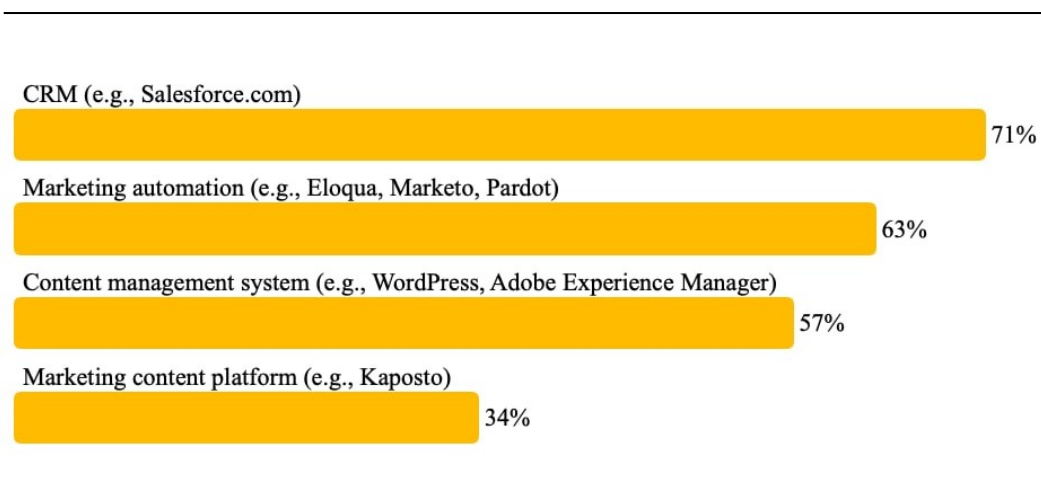 CRM (e.g., Salesforce.com)
71%
Marketing automation (e.g., Eloqua, Marketo, Pardot)
63%
Content management system (e.g., WordPress, Adobe Experience Manager)
57%
Marketing content platform (e.g., Kaposto)
34%